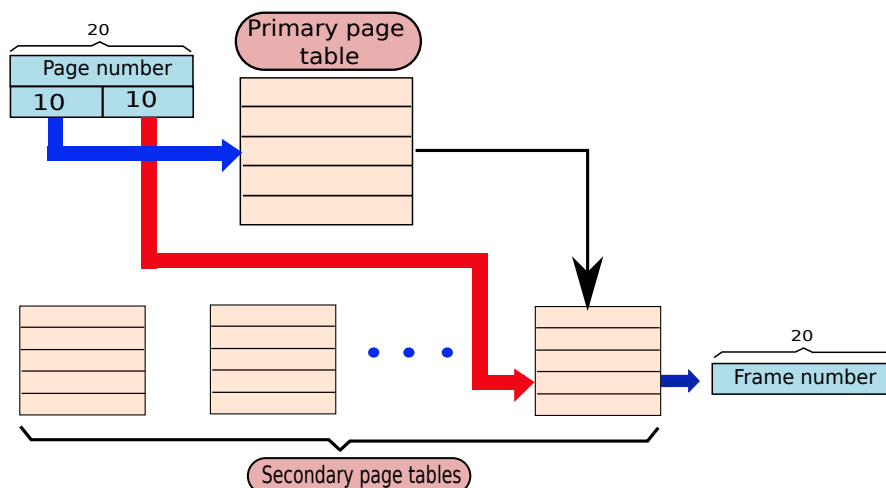 20
Page number
10 10
Primary page
table
20
Frame number
Secondary page tables